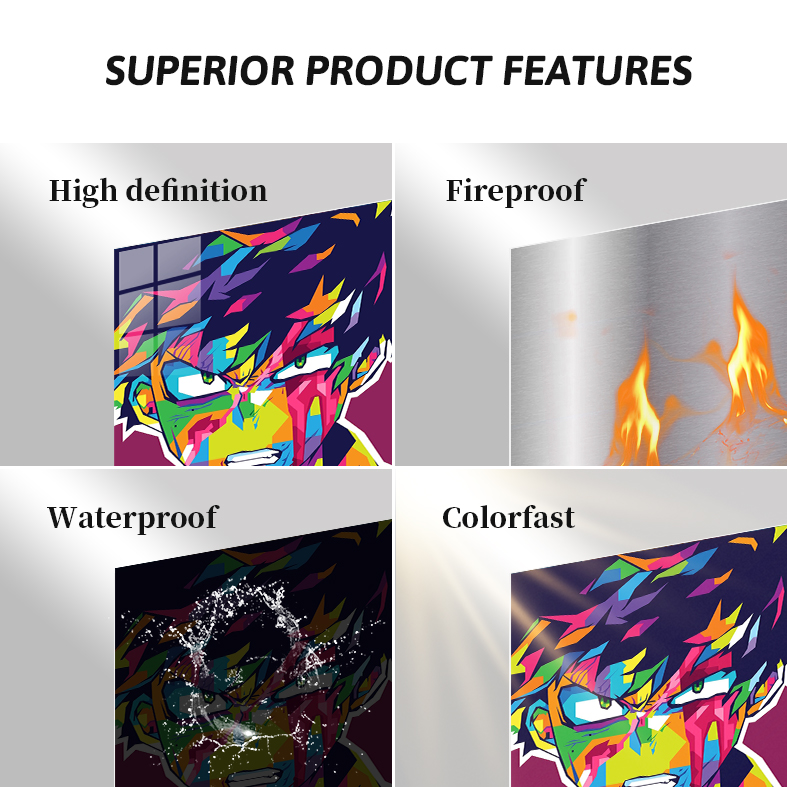 SUPERIOR PRODUCT FEATURES
High definition
Fireproof
Waterproof
Colorfast